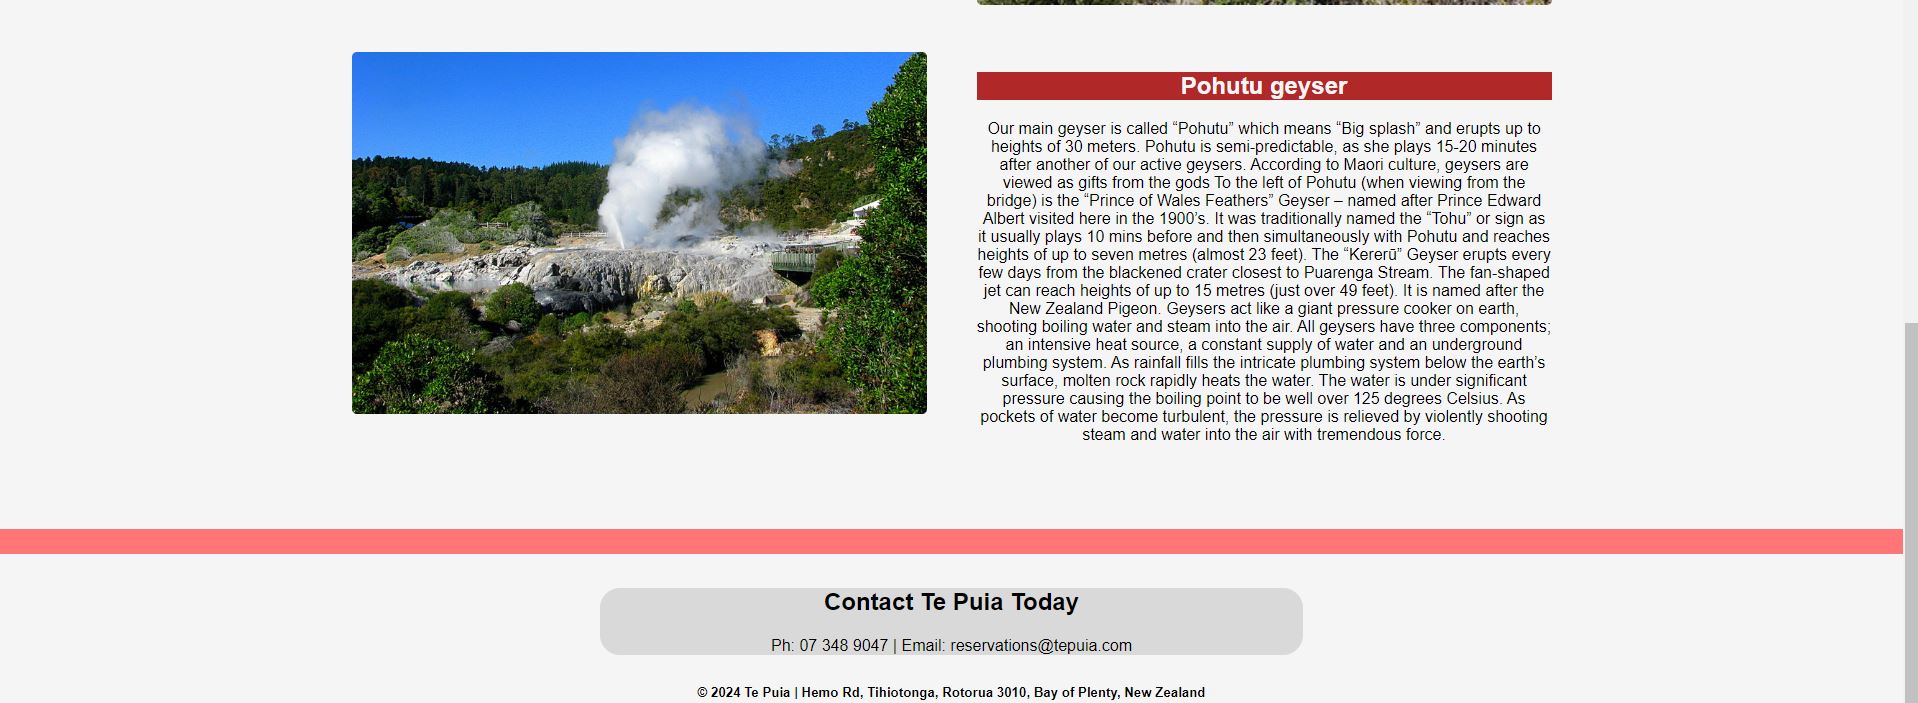 Pohutu geyser
Our main geyser is called “Pohutu” which means “Big splash” and erupts up to
heights of 30 meters. Pohutu is semi-predictable, as she plays 15-20 minutes
after another of our active geysers. According to Maori culture, geysers are
viewed as gifts from the gods To the left of Pohutu (when viewing from the
bridge) is the “Prince of Wales Feathers” Geyser – named after Prince Edward
Albert visited here in the 1900’s. It was traditionally named the “Tohu” or sign as
it usually plays 10 mins before and then simultaneously with Pohutu and reaches
heights of up to seven metres (almost 23 feet). The “Kererū” Geyser erupts every
few days from the blackened crater closest to Puarenga Stream. The fan-shaped
jet can reach heights of up to 15 metres (just over 49 feet). It is named after the
New Zealand Pigeon. Geysers act like a giant pressure cooker on earth,
shooting boiling water and steam into the air. All geysers have three components;
an intensive heat source, a constant supply of water and an underground
plumbing system. As rainfall fills the intricate plumbing system below the earth’s
surface, molten rock rapidly heats the water. The water is under significant
pressure causing the boiling point to be well over 125 degrees Celsius. As
pockets of water become turbulent, the pressure is relieved by violently shooting
steam and water into the air with tremendous force.
Contact Te Puia Today
Ph: 07 348 9047 | Email: reservations@tepuia.com
© 2024 Te Puia | Hemo Rd, Tihiotonga, Rotorua 3010, Bay of Plenty, New Zealand